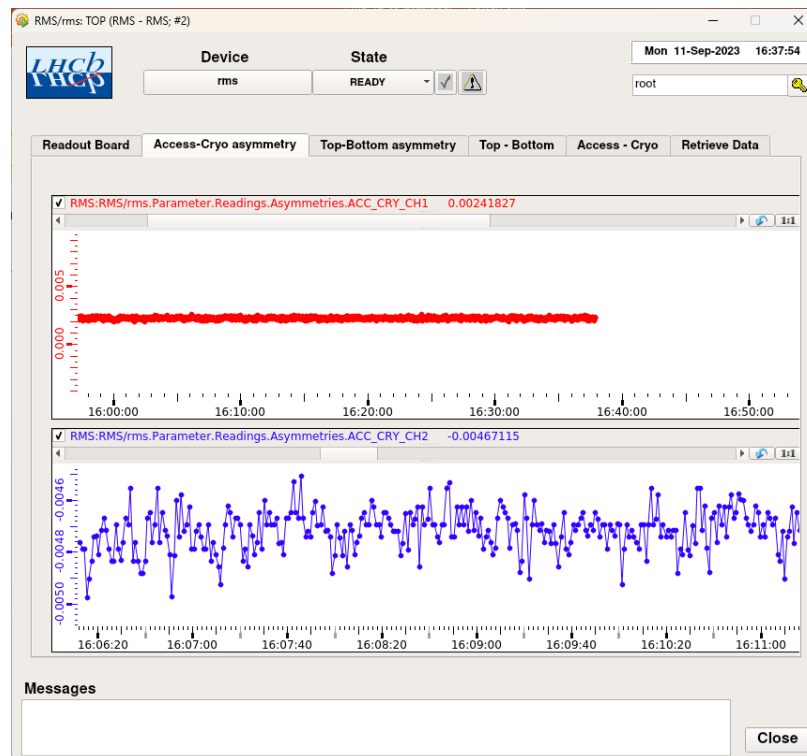 RMS/rms: TOP (RMS - RMS; #2)
LHCb
Device
State
Mon 11-Sep-2023 16:37:54
rms
READY
root
Readout Board
Access-Cryo asymmetry
Top-Bottom asymmetry
Top - Bottom
Access - Cryo
Retrieve Data
RMS:RMS/rms.Parameter.Readings.Asymmetries.ACC_CRY_CH1 0.00241827
1:1
0.005
0.000
16:00:00 16:10:00 16:20:00 16:30:00 16:40:00 16:50:00
RMS:RMS/rms.Parameter.Readings.Asymmetries.ACC_CRY_CH2 -0.00467115
1:1
-0.0046
-0.0048
-0.0050
16:06:20 16:07:00 16:07:40 16:08:20 16:09:00 16:09:40 16:10:20 16:11:00
Messages
Close